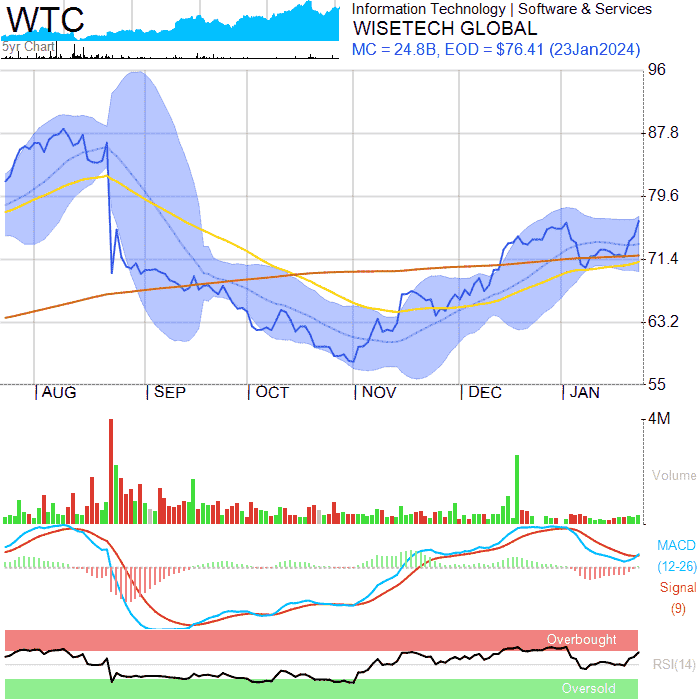 WTC
5yr Chart
Information Technology | Software & Services
WISETECH GLOBAL
MC = 24.8B, EOD = $76.41 (23Jan2024)
96
87.8
79.6
71.4
63.2
55
AUG SEP OCT NOV DEC JAN
4M
Volume
MACD
(12-26)
Signal
(9)
Overbought
RSI(14)
Oversold